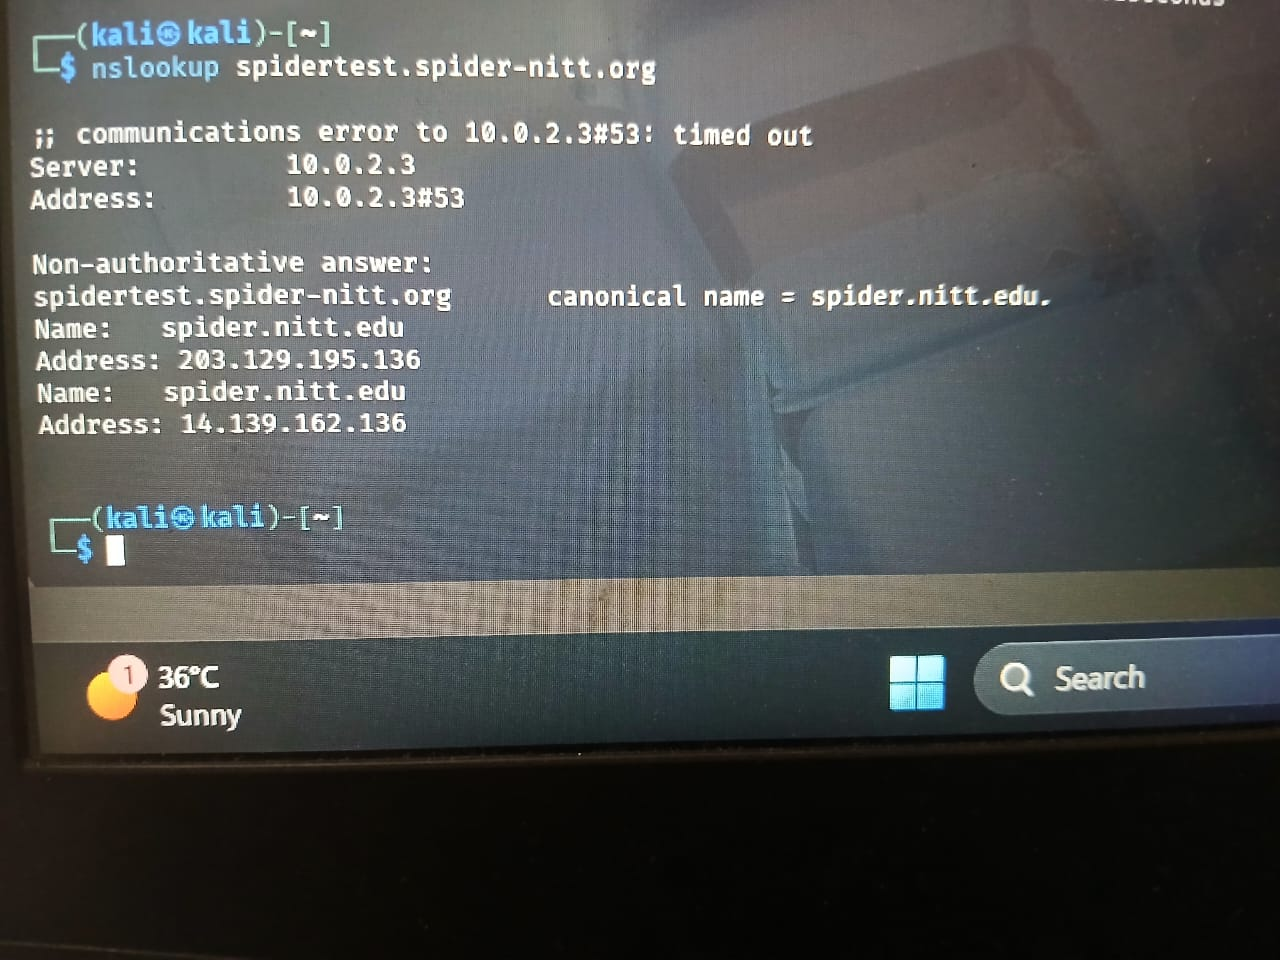 ┌──(kali㉿kali)-[~]
└─$ nslookup spidertest.spider-nitt.org
;; communications error to 10.0.2.3#53: timed out
Server: 10.0.2.3
Address: 10.0.2.3#53
Non-authoritative answer:
spidertest.spider-nitt.org canonical name = spider.nitt.edu.
Name: spider.nitt.edu
Address: 203.129.195.136
Name: spider.nitt.edu
Address: 14.139.162.136
┌──(kali㉿kali)-[~]
└─$
1
36°C
Sunny
Search